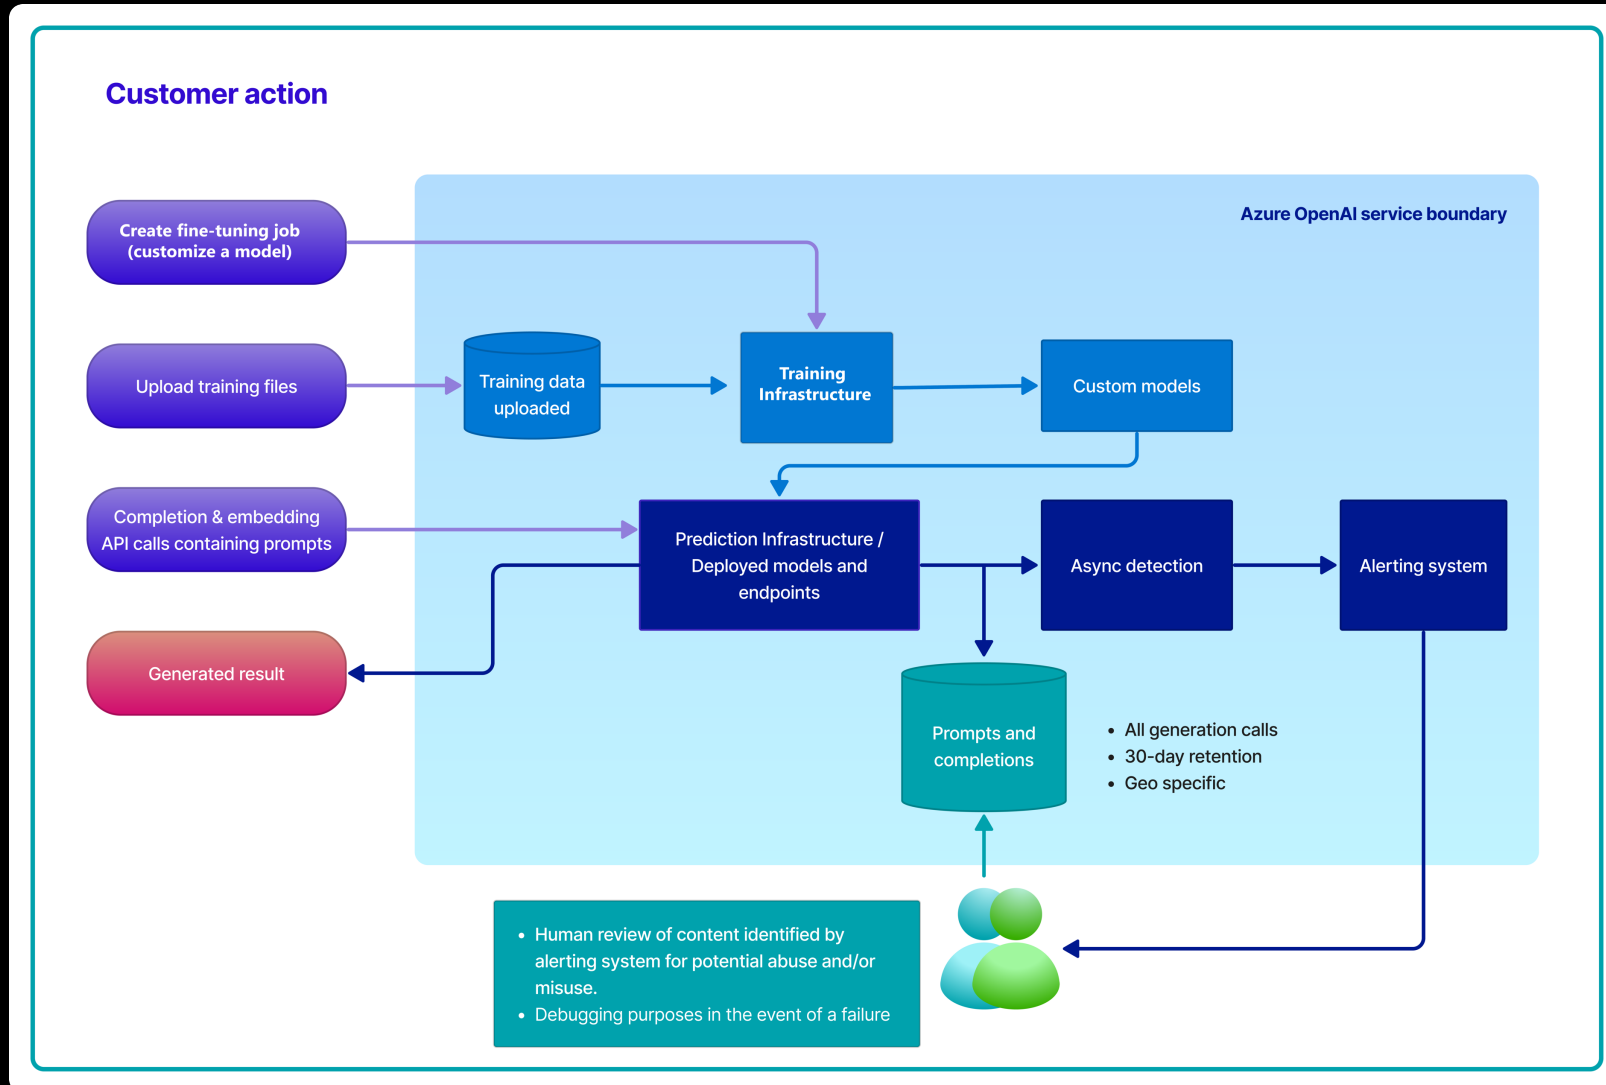 Customer action
Azure OpenAI service boundary
Create fine-tuning job
(customize a model)
Upload training files
Training data
uploaded
Training
Infrastructure
Custom models
Completion & embedding
API calls containing prompts
Prediction Infrastructure /
Deployed models and
endpoints
Async detection
Alerting system
Generated result
Prompts and
completions
• All generation calls
• 30-day retention
• Geo specific
• Human review of content identified by
alerting system for potential abuse and/or
misuse.
• Debugging purposes in the event of a failure